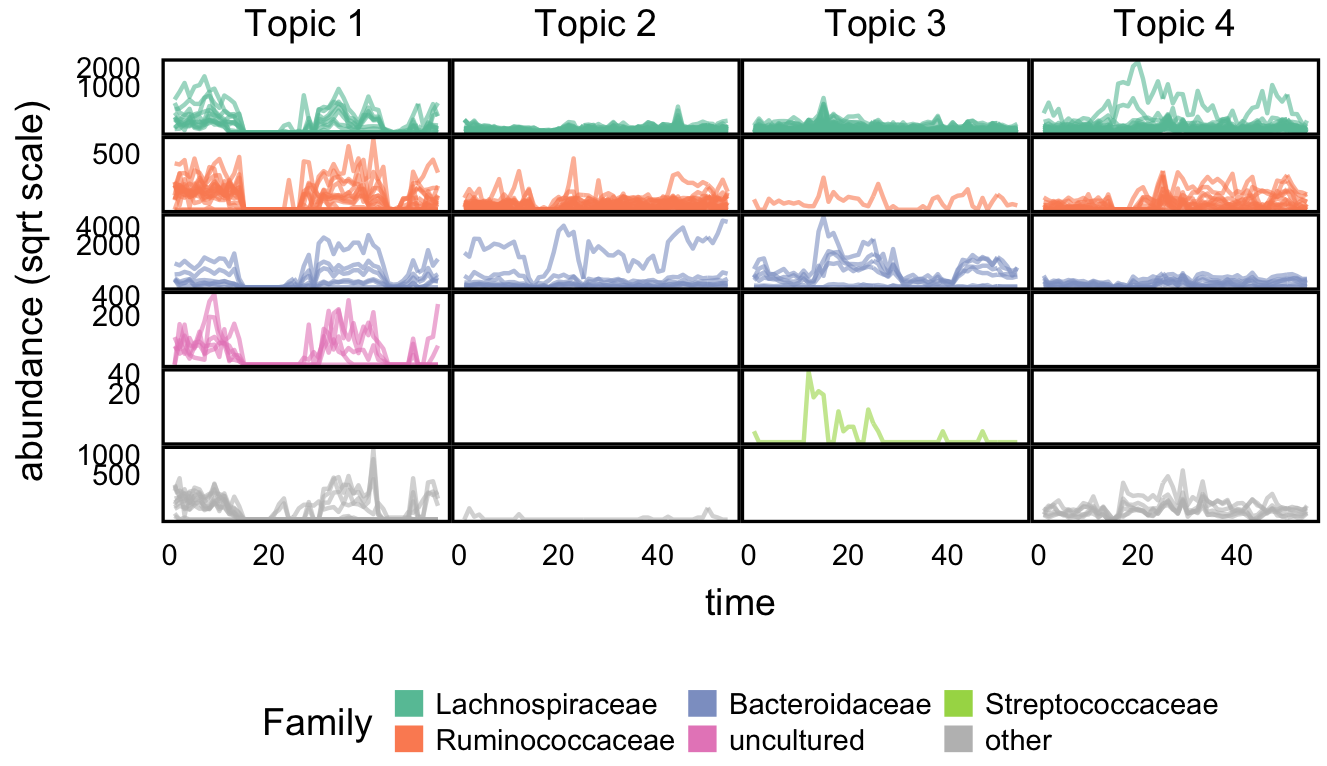 Topic 1 Topic 2 Topic 3 Topic 4
abundance (sqrt scale)
2000
1000
500
4000
2000
400
200
40
20
1000
500
0 20 40 0 20 40 0 20 40 0 20 40
time
Family
Lachnospiraceae Bacteroidaceae Streptococcaceae
Ruminococcaceae uncultured other